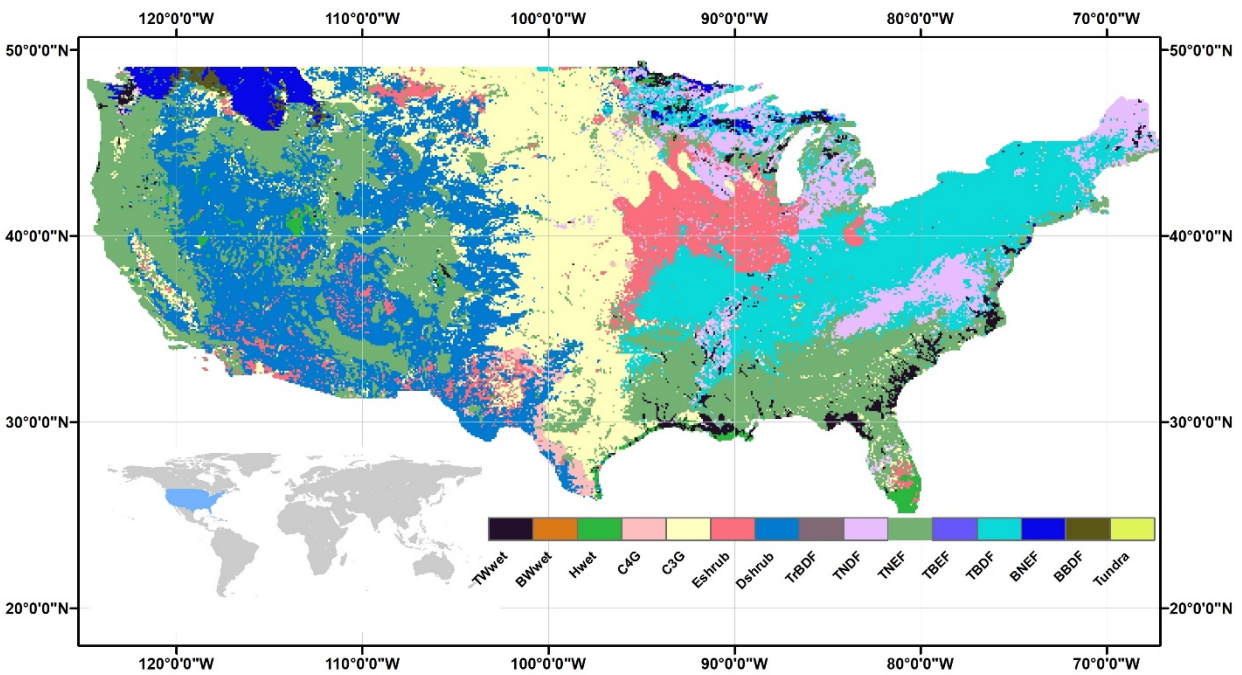 120°0'0"W 110°0'0"W 100°0'0"W 90°0'0"W 80°0'0"W 70°0'0"W
50°0'0"N 50°0'0"N
40°0'0"N 40°0'0"N
30°0'0"N 30°0'0"N
TWwet BWwet Hwet C4G C3G Eshrub Dshrub TrBDF TNDF TNEF TBEF TBDF BNEF BBDF Tundra
20°0'0"N 20°0'0"N
120°0'0"W 110°0'0"W 100°0'0"W 90°0'0"W 80°0'0"W 70°0'0"W